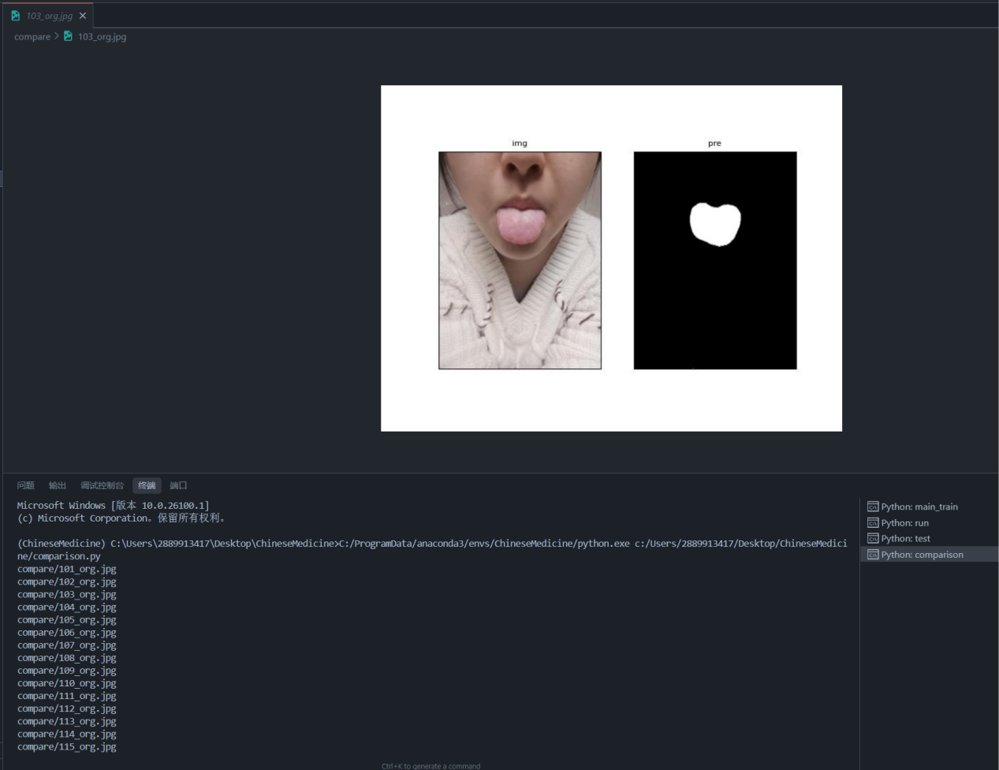 103_org.jpg
compare > 103_org.jpg
img
pre
问题 输出 调试控制台 终端 端口
Microsoft Windows [版本 10.0.26100.1]
(c) Microsoft Corporation。保留所有权利。
(ChineseMedicine) C:\Users\2889913417\Desktop\ChineseMedicine>C:/ProgramData/anaconda3/envs/ChineseMedicine/python.exe c:/Users/2889913417/Desktop/ChineseMedici
ne/comparison.py
compare/101_org.jpg
compare/102_org.jpg
compare/103_org.jpg
compare/104_org.jpg
compare/105_org.jpg
compare/106_org.jpg
compare/107_org.jpg
compare/108_org.jpg
compare/109_org.jpg
compare/110_org.jpg
compare/111_org.jpg
compare/112_org.jpg
compare/113_org.jpg
compare/114_org.jpg
compare/115_org.jpg
Python: main_train
Python: run
Python: test
Python: comparison
Ctrl+K to generate a command